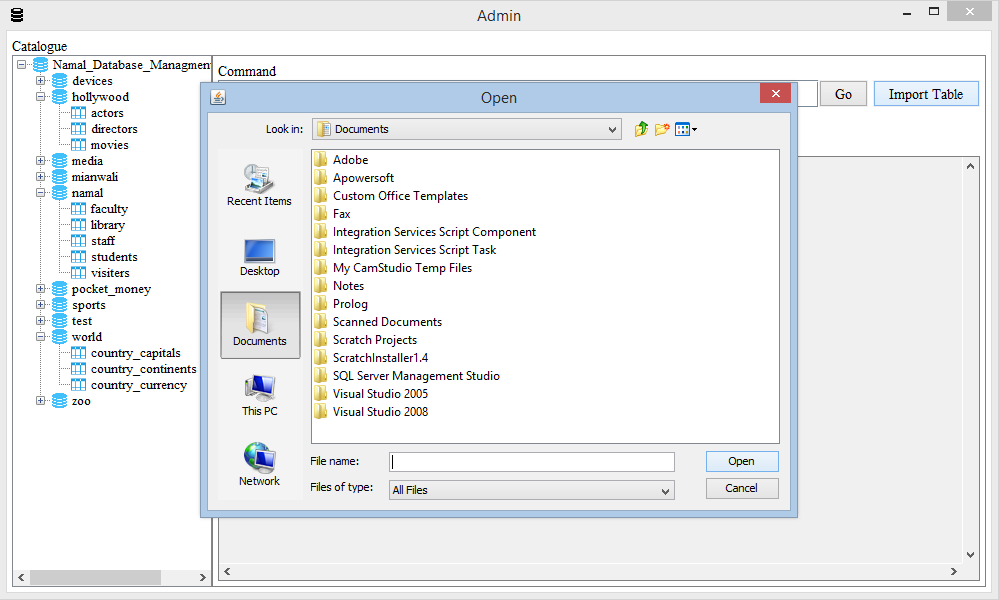 Admin
Catalogue
Namal_Database_Managment
devices
hollywood
actors
directors
movies
media
mianwali
namal
faculty
library
staff
students
visiters
pocket_money
sports
test
world
country_capitals
country_continents
country_currency
zoo
Command
Go
Import Table
Open
Look in:
Documents
Recent Items
Desktop
Documents
This PC
Network
Adobe
Apowersoft
Custom Office Templates
Fax
Integration Services Script Component
Integration Services Script Task
My CamStudio Temp Files
Notes
Prolog
Scanned Documents
Scratch Projects
ScratchInstaller1.4
SQL Server Management Studio
Visual Studio 2005
Visual Studio 2008
File name:
Open
Files of type:
All Files
Cancel